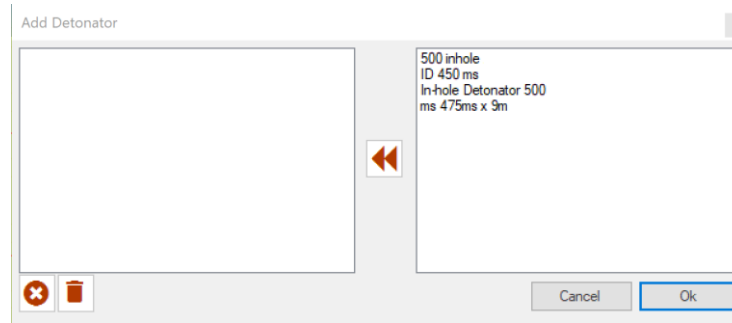 Add Detonator
500 inhole
ID 450 ms
In-hole Detonator 500
ms 475ms x 9m
Cancel
Ok